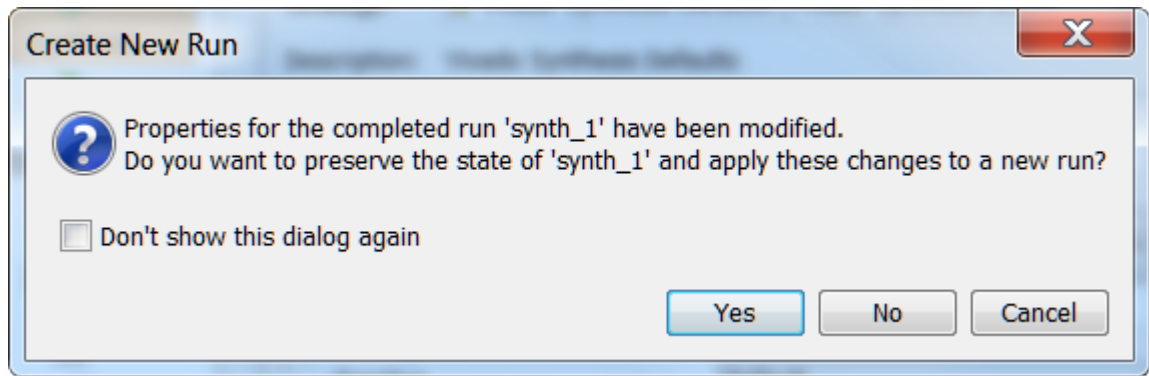 Create New Run
Properties for the completed run 'synth_1' have been modified.
Do you want to preserve the state of 'synth_1' and apply these changes to a new run?
Don't show this dialog again
Yes No Cancel